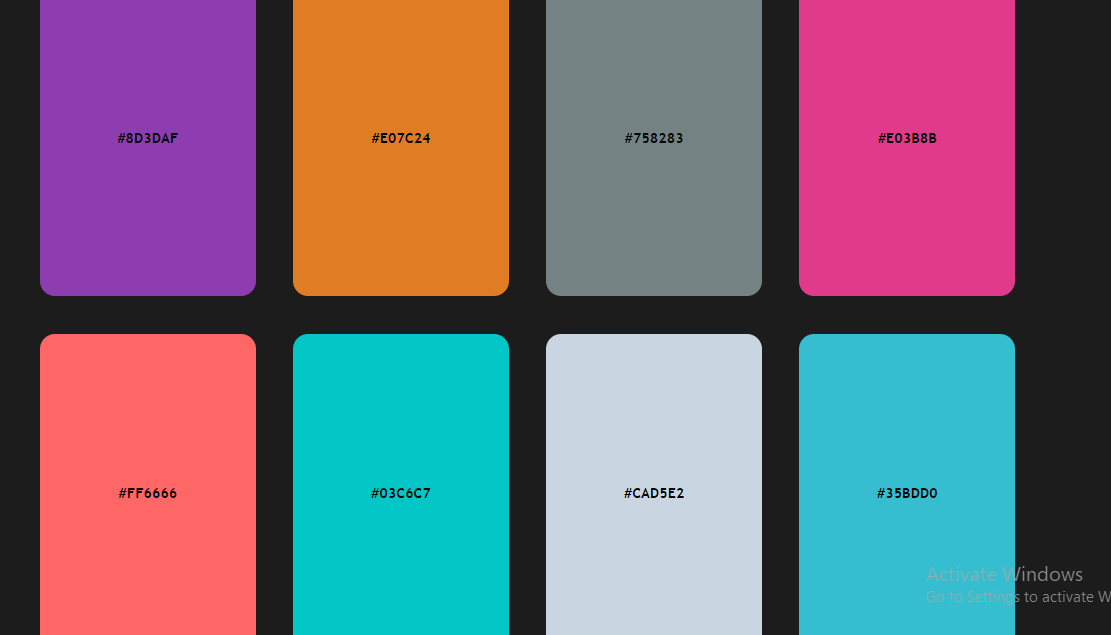 #8D3DAF
#E07C24
#758283
#E03B8B
#FF6666
#03C6C7
#CAD5E2
#35BDD0
Activate Windows
Go to Settings to activate W